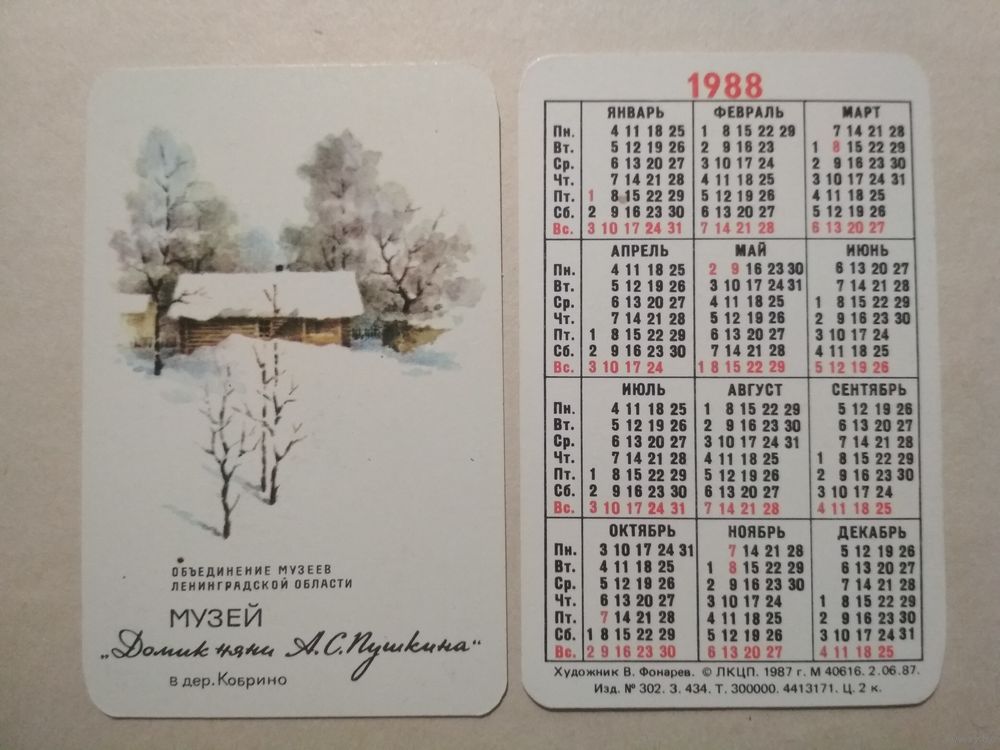 ОБЪЕДИНЕНИЕ МУЗЕЕВ
ЛЕНИНГРАДСКОЙ ОБЛАСТИ
МУЗЕЙ
„Домик няни А.С.Пушкина"
в дер. Кобрино
1988
ЯНВАРЬ ФЕВРАЛЬ МАРТ
Пн. 4 11 18 25 1 8 15 22 29 7 14 21 28
Вт. 5 12 19 26 2 9 16 23 1 8 15 22 29
Ср. 6 13 20 27 3 10 17 24 2 9 16 23 30
Чт. 7 14 21 28 4 11 18 25 3 10 17 24 31
Пт. 1 8 15 22 29 5 12 19 26 4 11 18 25
Сб. 2 9 16 23 30 6 13 20 27 5 12 19 26
Вс. 3 10 17 24 31 7 14 21 28 6 13 20 27
АПРЕЛЬ МАЙ ИЮНЬ
Пн. 4 11 18 25 2 9 16 23 30 6 13 20 27
Вт. 5 12 19 26 3 10 17 24 31 7 14 21 28
Ср. 6 13 20 27 4 11 18 25 1 8 15 22 29
Чт. 7 14 21 28 5 12 19 26 2 9 16 23 30
Пт. 1 8 15 22 29 6 13 20 27 3 10 17 24
Сб. 2 9 16 23 30 7 14 21 28 4 11 18 25
Вс. 3 10 17 24 1 8 15 22 29 5 12 19 26
ИЮЛЬ АВГУСТ СЕНТЯБРЬ
Пн. 4 11 18 25 1 8 15 22 29 5 12 19 26
Вт. 5 12 19 26 2 9 16 23 30 6 13 20 27
Ср. 6 13 20 27 3 10 17 24 31 7 14 21 28
Чт. 7 14 21 28 4 11 18 25 1 8 15 22 29
Пт. 1 8 15 22 29 5 12 19 26 2 9 16 23 30
Сб. 2 9 16 23 30 6 13 20 27 3 10 17 24
Вс. 3 10 17 24 31 7 14 21 28 4 11 18 25
ОКТЯБРЬ НОЯБРЬ ДЕКАБРЬ
Пн. 3 10 17 24 31 7 14 21 28 5 12 19 26
Вт. 4 11 18 25 1 8 15 22 29 6 13 20 27
Ср. 5 12 19 26 2 9 16 23 30 7 14 21 28
Чт. 6 13 20 27 3 10 17 24 1 8 15 22 29
Пт. 7 14 21 28 4 11 18 25 2 9 16 23 30
Сб. 1 8 15 22 29 5 12 19 26 3 10 17 24 31
Вс. 2 9 16 23 30 6 13 20 27 4 11 18 25
Художник В. Фонарев. © ЛКЦП. 1987 г. М 40616. 2.06.87.
Изд. № 302. З. 434. Т. 300000. 4413171. Ц. 2 к.